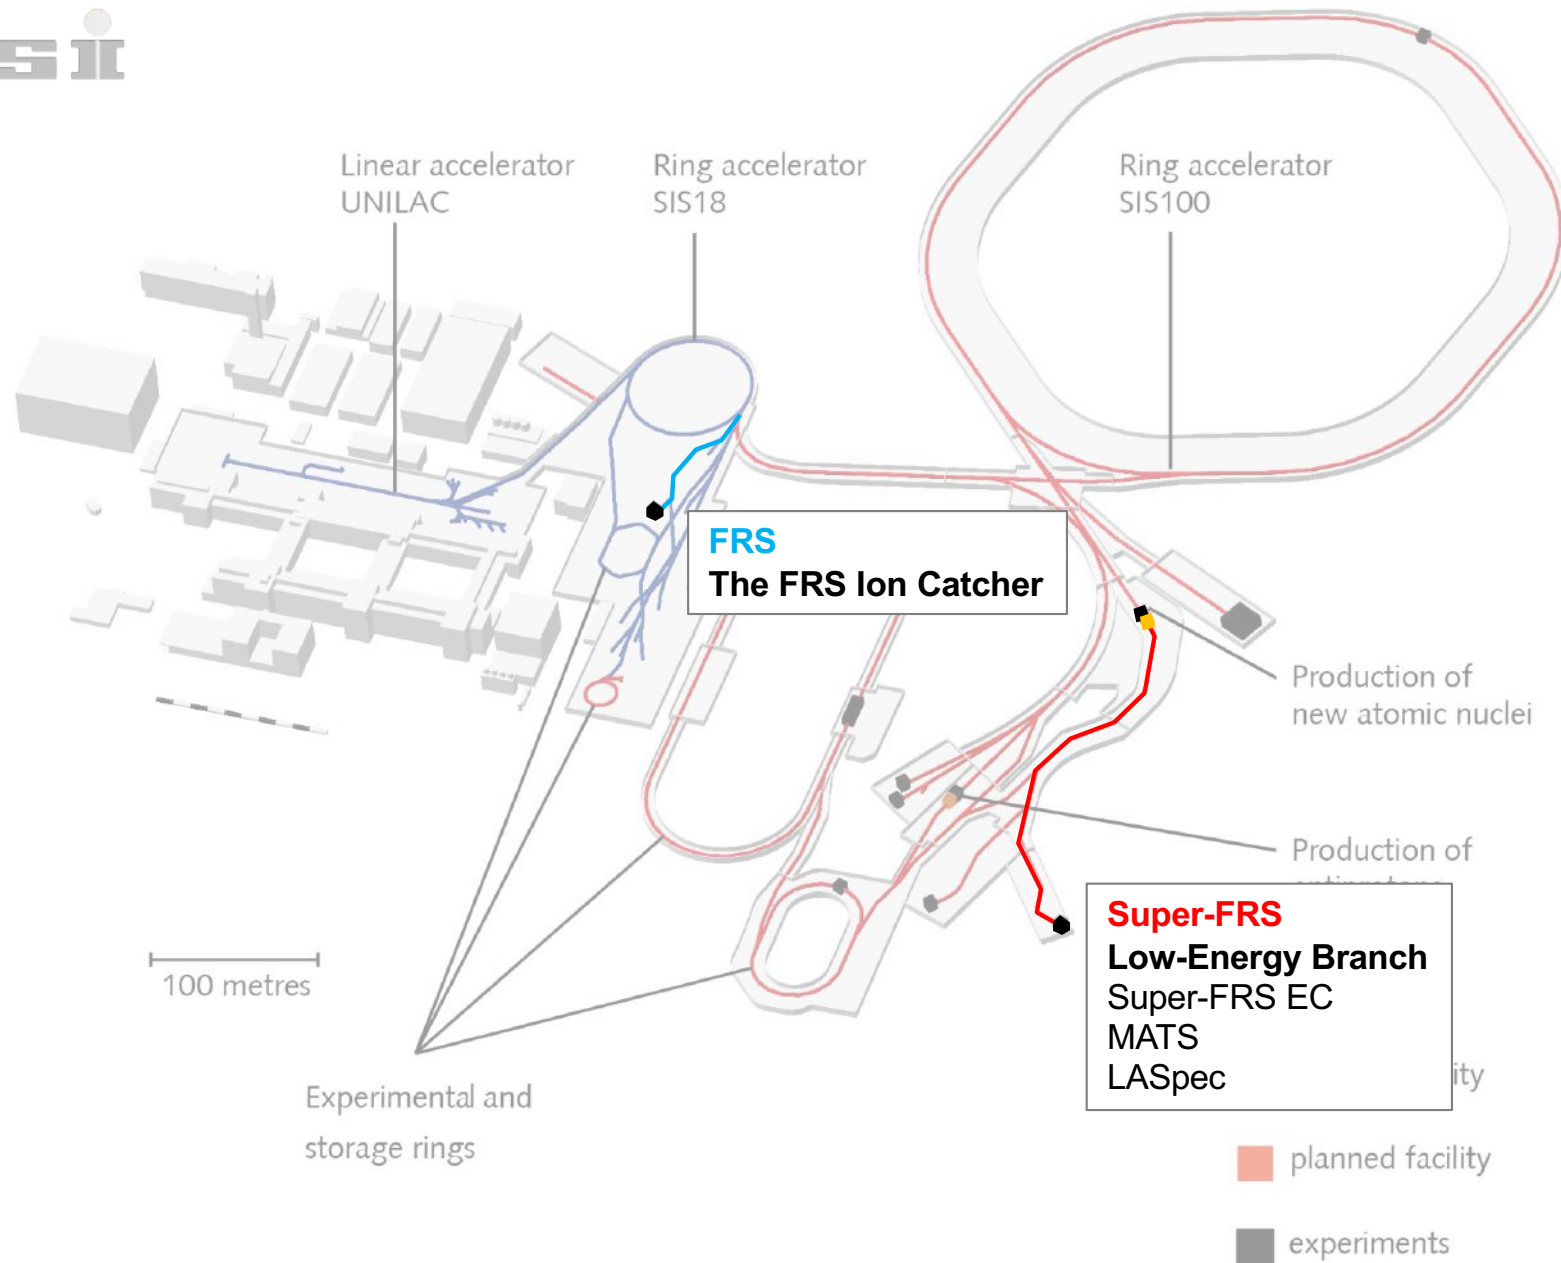 si
Linear accelerator
UNILAC
Ring accelerator
SIS18
Ring accelerator
SIS100
FRS
The FRS Ion Catcher
Production of
new atomic nuclei
Production of
Super-FRS
Low-Energy Branch
Super-FRS EC
MATS
LASpec
100 metres
Experimental and
storage rings
planned facility
experiments